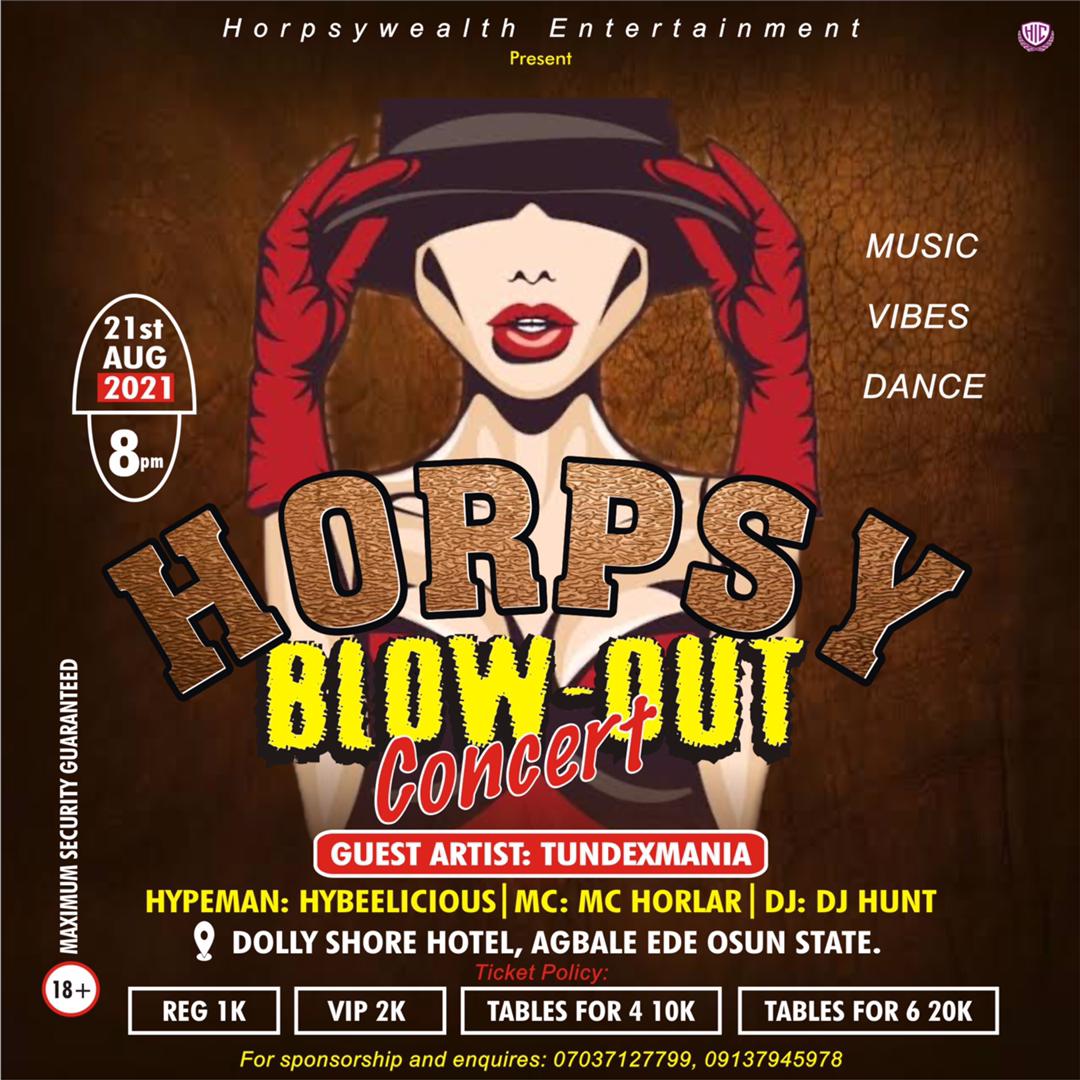 Horpsywealth Entertainment
Present
HIC
MUSIC
VIBES
DANCE
21st
AUG
2021
8pm
HORPSY
BLOW-OUT
Concert
MAXIMUM SECURITY GUARANTEED
GUEST ARTIST: TUNDEXMANIA
HYPEMAN: HYBEELICIOUS| MC: MC HORLAR| DJ: DJ HUNT
DOLLY SHORE HOTEL, AGBALE EDE OSUN STATE.
Ticket Policy:
18+
REG 1K
VIP 2K
TABLES FOR 4 10K
TABLES FOR 6 20K
For sponsorship and enquires: 07037127799, 09137945978